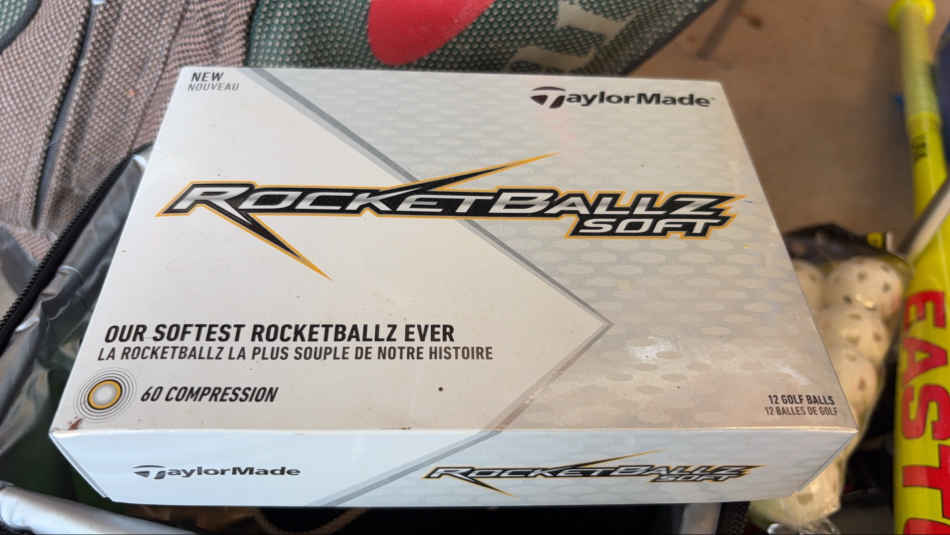 NEW
NOUVEAU
TaylorMade
ROCKETBALLZ
SOFT
OUR SOFTEST ROCKETBALLZ EVER
LA ROCKETBALLZ LA PLUS SOUPLE DE NOTRE HISTOIRE
60 COMPRESSION
12 GOLF BALLS
12 BALLES DE GOLF
TaylorMade
ROCKETBALLZ
SOFT